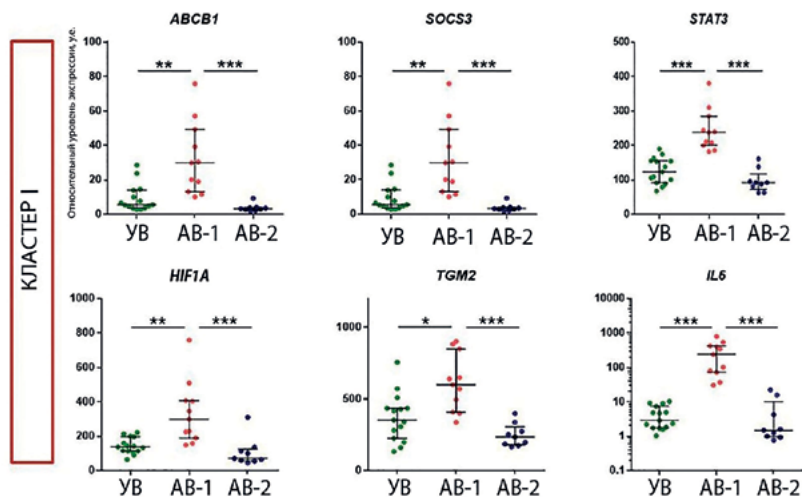 КЛАСТЕР I
ABCB1
Относительный уровень экспрессии, у.е.
100
80
60
40
20
0
** ***
УВ АВ-1 АВ-2
SOCS3
100
80
60
40
20
0
** ***
УВ АВ-1 АВ-2
STAT3
500
400
300
200
100
0
*** ***
УВ АВ-1 АВ-2
HIF1A
1000
800
600
400
200
0
** ***
УВ АВ-1 АВ-2
TGM2
1000
500
0
* ***
УВ АВ-1 АВ-2
IL6
10000
1000
100
10
1
0.1
*** ***
УВ АВ-1 АВ-2